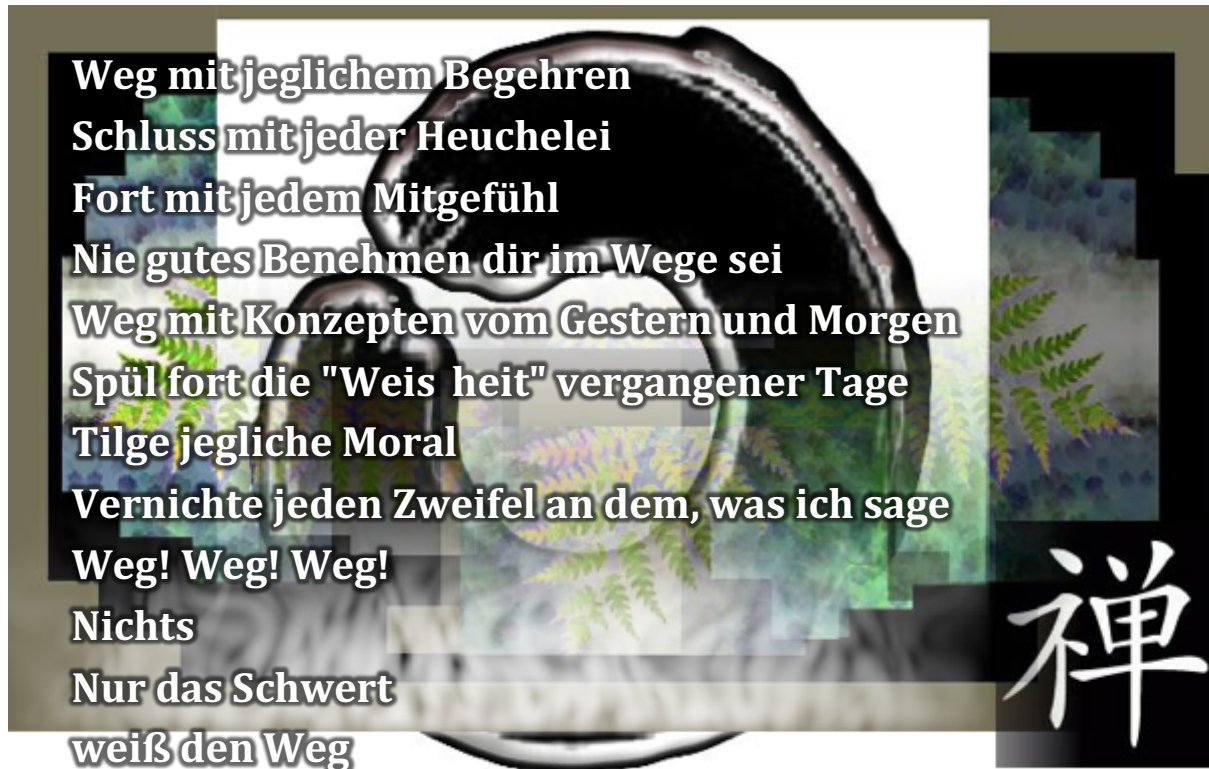 Weg mit jeglichem Begehren
Schluss mit jeder Heuchelei
Fort mit jedem Mitgefühl
Nie gutes Benehmen dir im Wege sei
Weg mit Konzepten vom Gestern und Morgen
Spül fort die "Weis  heit" vergangener Tage
Tilge jegliche Moral
Vernichte jeden Zweifel an dem, was ich sage
Weg! Weg! Weg!
Nichts
Nur das Schwert
weiß den Weg
禅